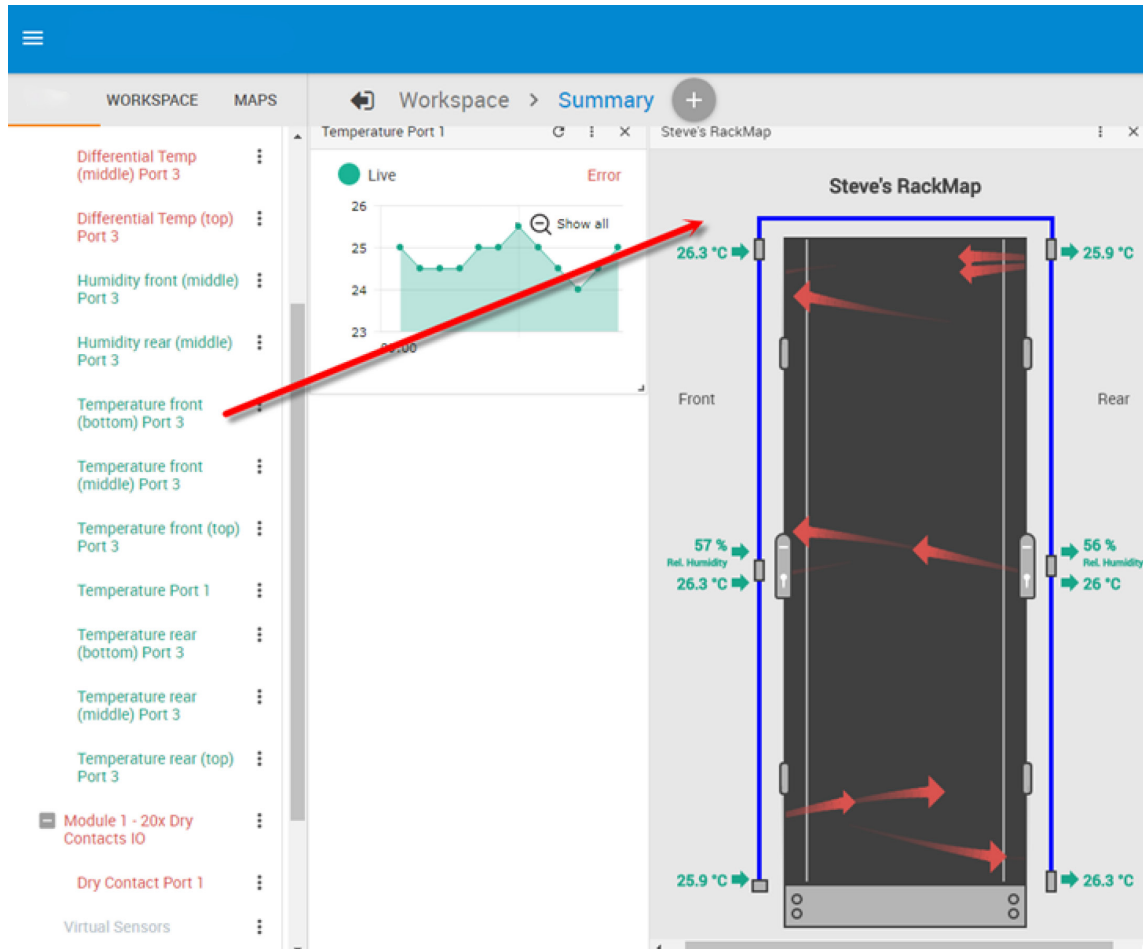 WORKSPACE
MAPS
Workspace > Summary
Differential Temp
(middle) Port 3
Differential Temp (top)
Port 3
Humidity front (middle)
Port 3
Humidity rear (middle)
Port 3
Temperature front
(bottom) Port 3
Temperature front
(middle) Port 3
Temperature front (top)
Port 3
Temperature Port 1
Temperature rear
(bottom) Port 3
Temperature rear
(middle) Port 3
Temperature rear (top)
Port 3
Module 1 - 20x Dry
Contacts IO
Dry Contact Port 1
Virtual Sensors
Temperature Port 1
Live
Error
Show all
26
25
24
23
Steve's RackMap
Steve's RackMap
26.3 °C
25.9 °C
Front
Rear
57 %
Rel. Humidity
26.3 °C
56 %
Rel. Humidity
26 °C
25.9 °C
26.3 °C